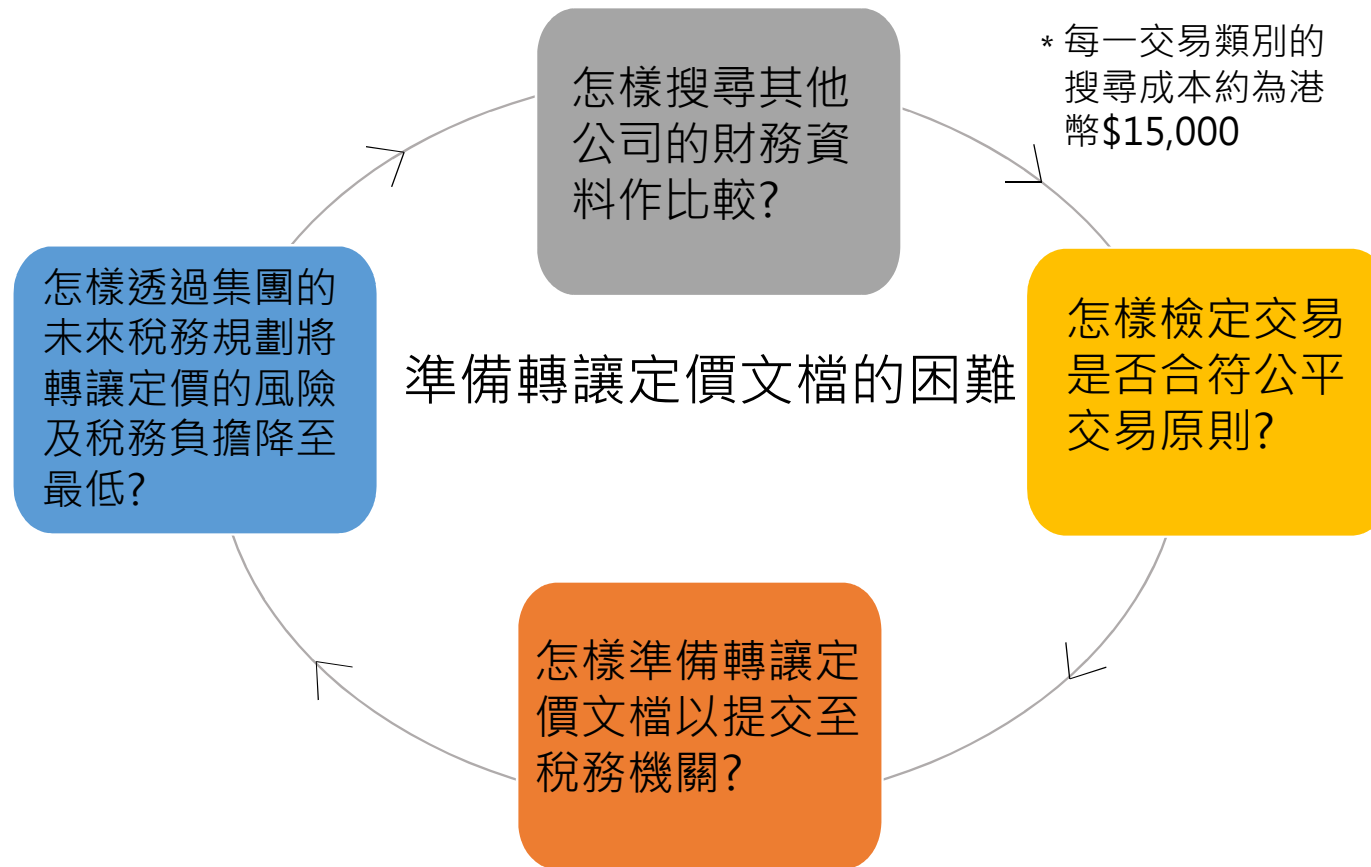 怎樣搜尋其他
公司的財務資
料作比較?
* 每一交易類別的
搜尋成本約為港
幣$15,000
怎樣檢定交易
是否合符公平
交易原則?
怎樣準備轉讓定
價文檔以提交至
稅務機關?
怎樣透過集團的
未來稅務規劃將
轉讓定價的風險
及稅務負擔降至
最低?
準備轉讓定價文檔的困難